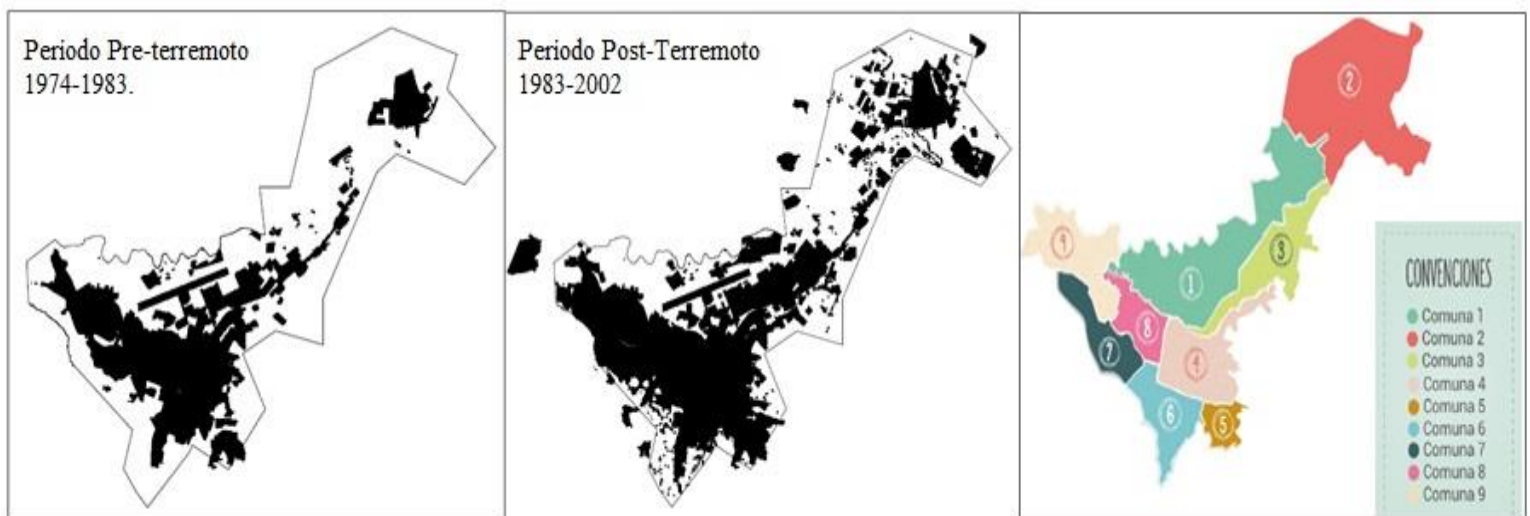 Periodo Pre-terremoto
1974-1983.
Periodo Post-Terremoto
1983-2002
2
3
1
9
8
7
4
6
5
CONVENCIONES
Comuna 1
Comuna 2
Comuna 3
Comuna 4
Comuna 5
Comuna 6
Comuna 7
Comuna 8
Comuna 9